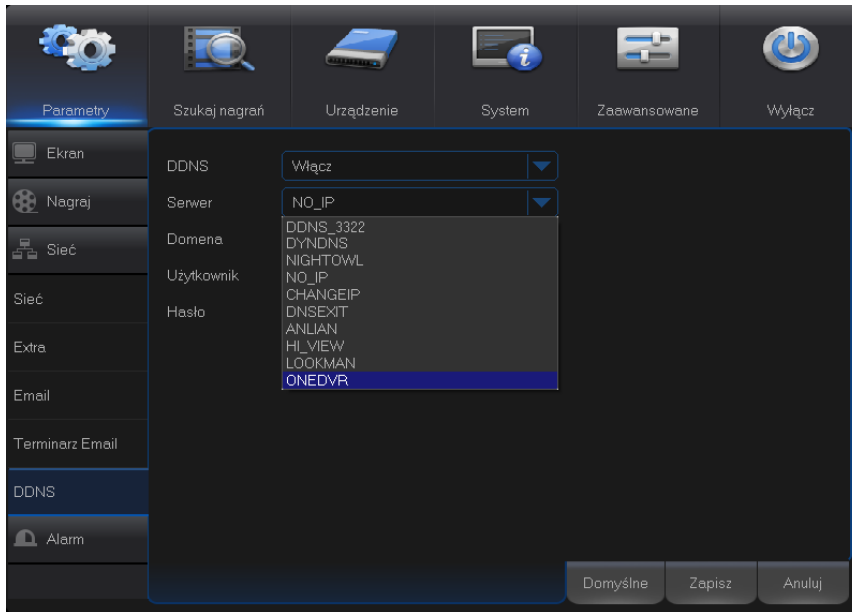 Parametry
Szukaj nagrań
Urządzenie
System
Zaawansowane
Wyłącz
Ekran
Nagraj
Sieć
Sieć
Extra
Email
Terminarz Email
DDNS
Alarm
DDNS Włącz
Serwer NO_IP
Domena
Użytkownik
Hasło
DDNS_3322
DYNDNS
NIGHTOWL
NO_IP
CHANGEIP
DNSEXIT
ANLIAN
HI_VIEW
LOOKMAN
ONEDVR
Domyślne
Zapisz
Anuluj